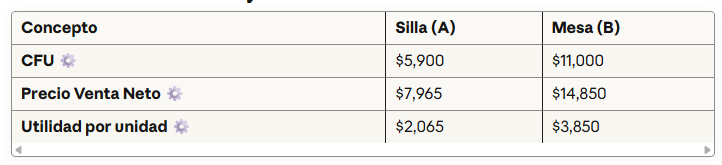 Concepto Silla (A) Mesa (B)
CFU $5,900 $11,000
Precio Venta Neto $7,965 $14,850
Utilidad por unidad $2,065 $3,850